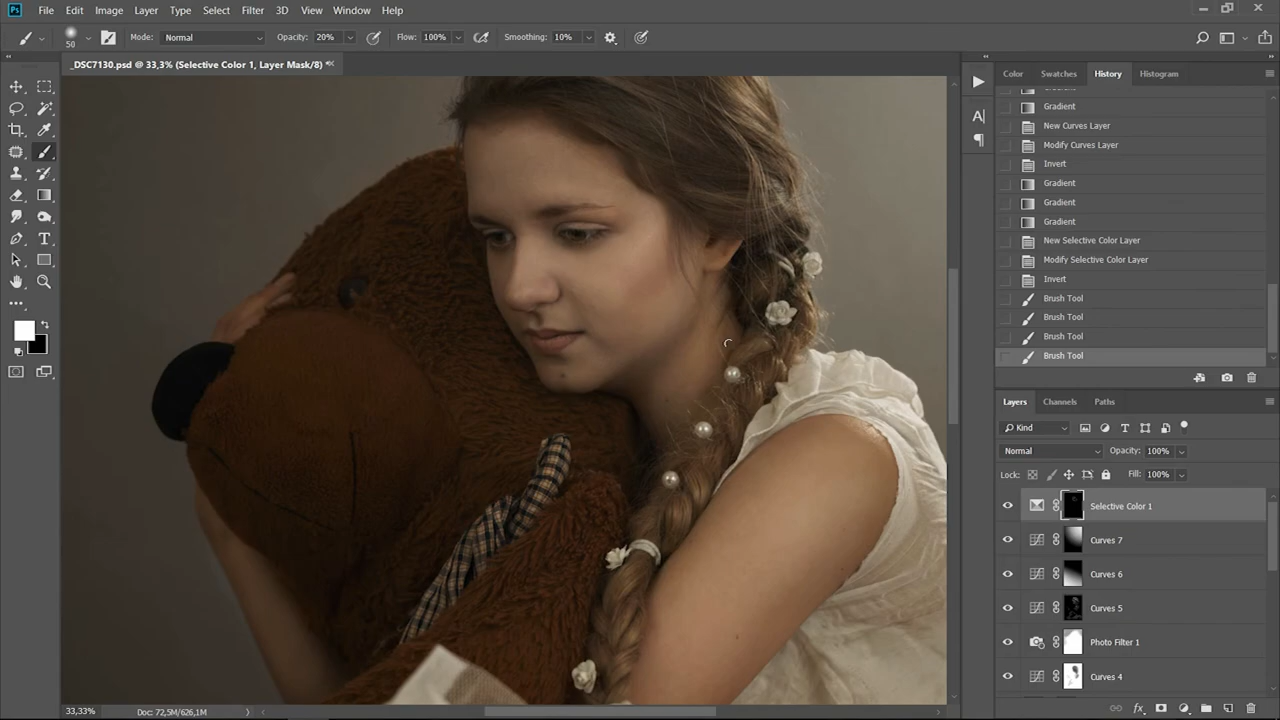 Ps File Edit Image Layer Type Select Filter 3D View Window Help
50 Mode: Normal Opacity: 20% Flow: 100% Smoothing: 10%
_DSC7130.psd @ 33,3% (Selective Color 1, Layer Mask/8) *
Color Swatches History Histogram
Gradient
Gradient
New Curves Layer
Modify Curves Layer
Invert
Gradient
Gradient
Gradient
New Selective Color Layer
Modify Selective Color Layer
Invert
Brush Tool
Brush Tool
Brush Tool
Brush Tool
Layers Channels Paths
Kind
Normal Opacity: 100%
Lock: Fill: 100%
Selective Color 1
Curves 7
Curves 6
Curves 5
Photo Filter 1
Curves 4
33,33% Doc: 72,5M/626,1M